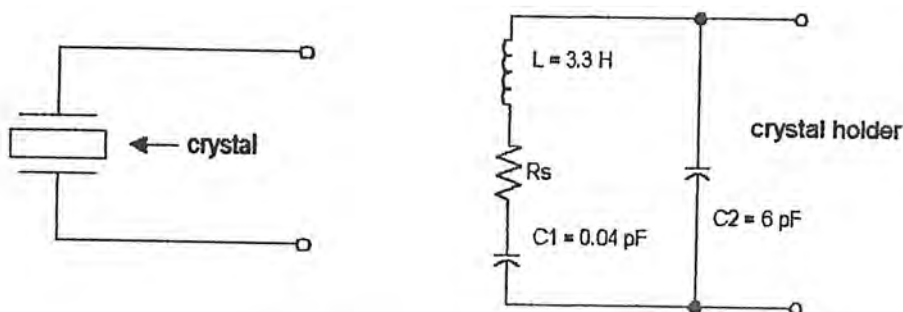 crystal
L = 3.3 H
Rs
C1 = 0.04 pF
crystal holder
C2 = 6 pF